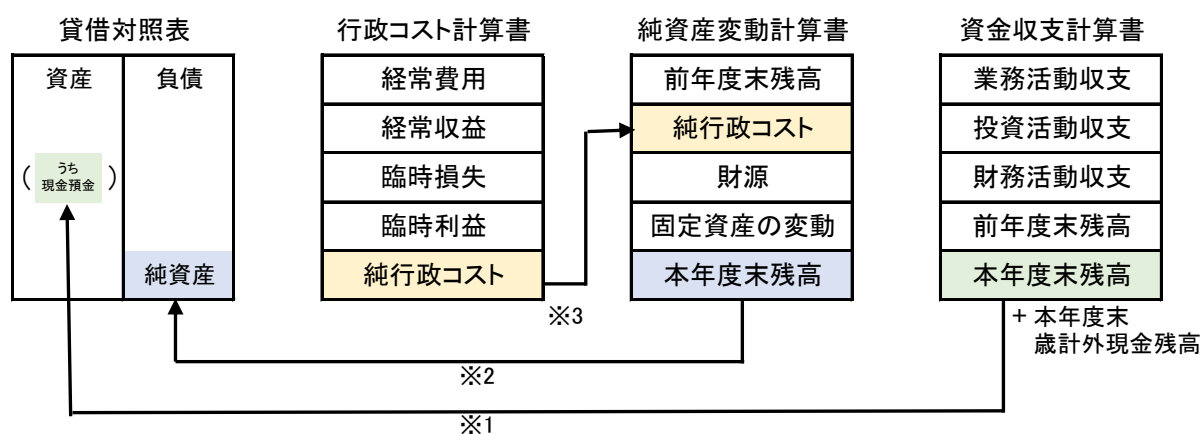 貸借対照表
資産
負債
(うち
現金預金)
純資産
行政コスト計算書
経常費用
経常収益
臨時損失
臨時利益
純行政コスト
純資産変動計算書
前年度末残高
純行政コスト
財源
固定資産の変動
本年度末残高
資金収支計算書
業務活動収支
投資活動収支
財務活動収支
前年度末残高
本年度末残高
+ 本年度末
歳計外現金残高
※3
※2
※1